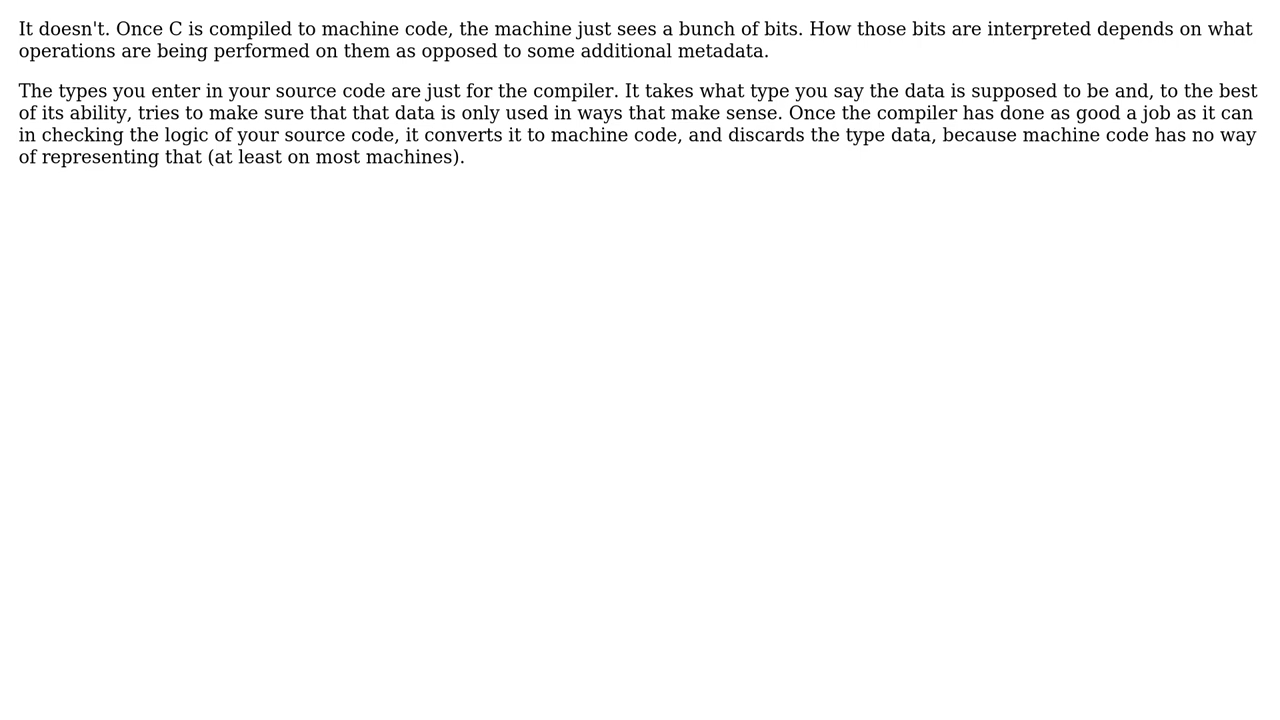 It doesn't. Once C is compiled to machine code, the machine just sees a bunch of bits. How those bits are interpreted depends on what
operations are being performed on them as opposed to some additional metadata.
The types you enter in your source code are just for the compiler. It takes what type you say the data is supposed to be and, to the best
of its ability, tries to make sure that that data is only used in ways that make sense. Once the compiler has done as good a job as it can
in checking the logic of your source code, it converts it to machine code, and discards the type data, because machine code has no way
of representing that (at least on most machines).